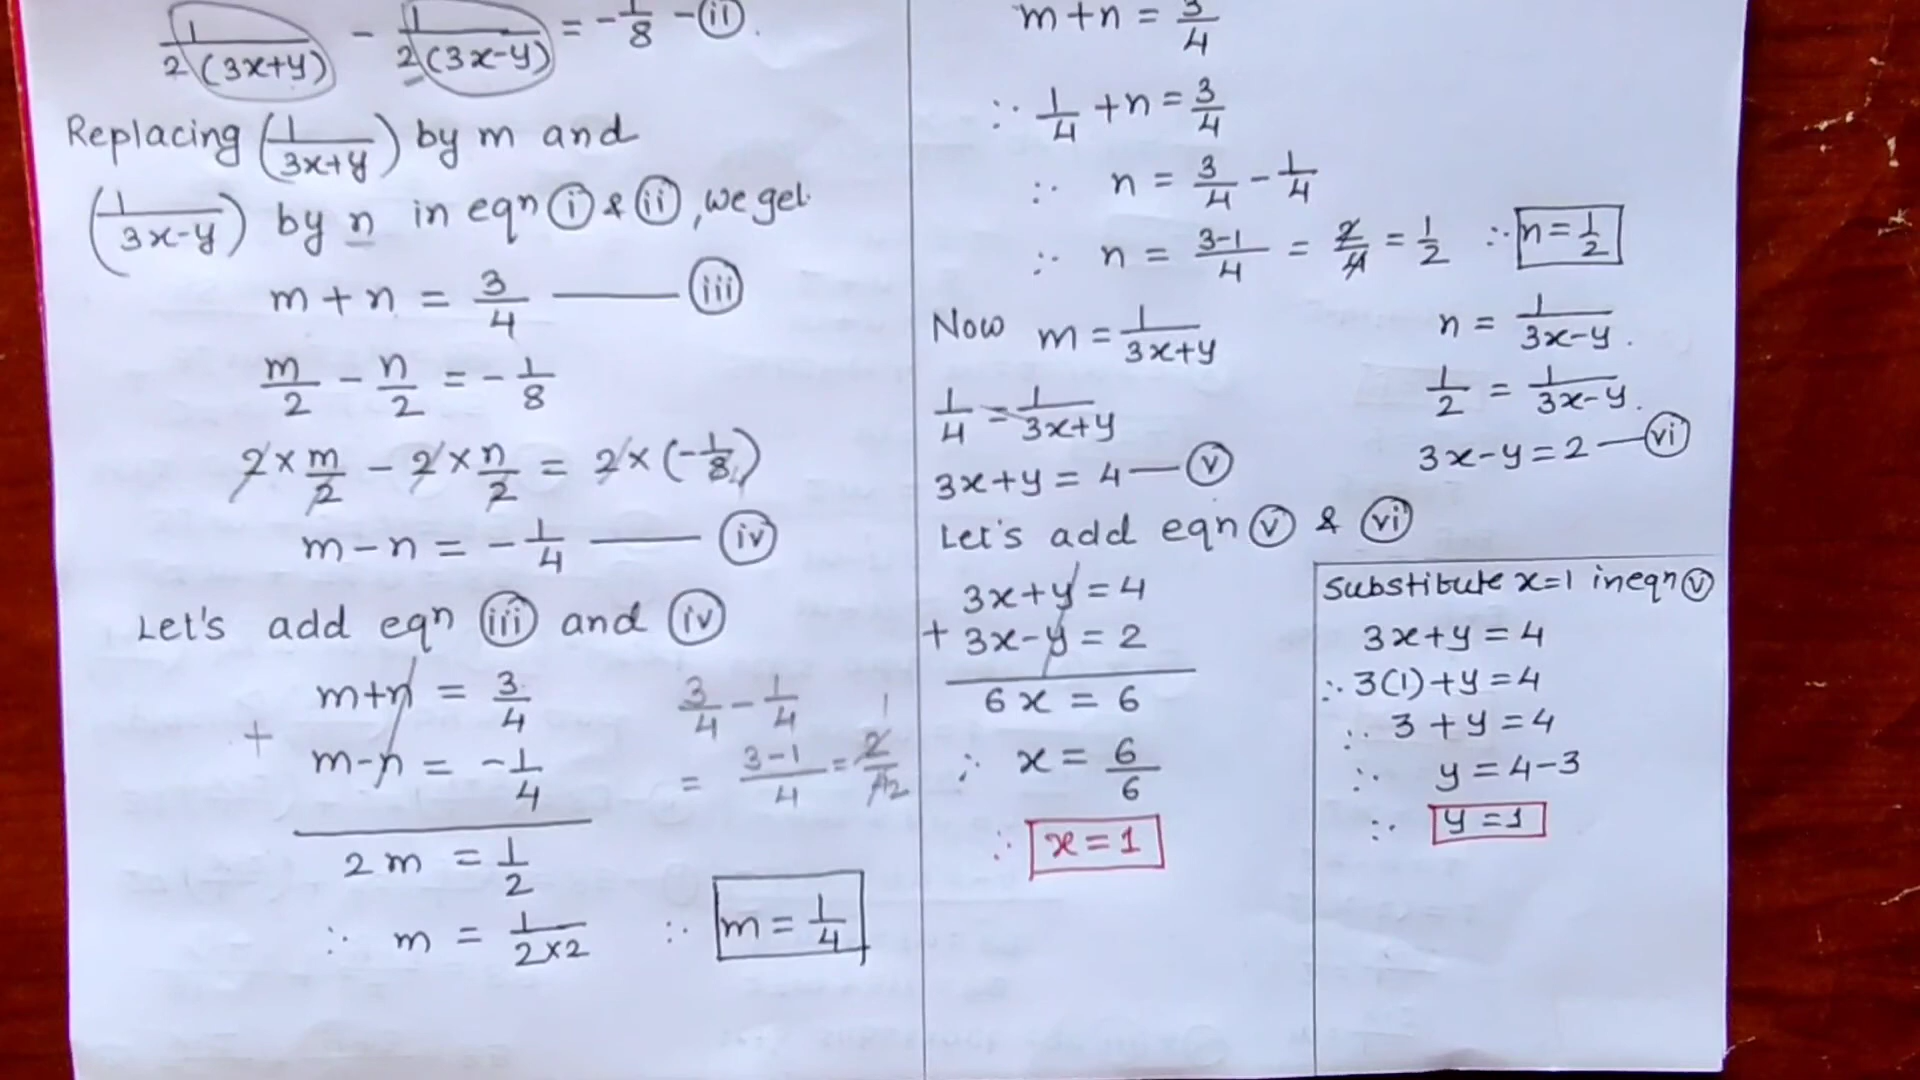 1/2(3x+y) - 1/2(3x-y) = -1/8 - (ii).
Replacing (1/3x+y) by m and
(1/3x-y) by n in eqn (i) & (ii), we get.
m + n = 3/4 —— (iii)
m/2 - n/2 = -1/8
2 × m/2 - 2 × n/2 = 2 × (-1/8)
m - n = -1/4 —— (iv)
Let's add eqn (iii) and (iv)
m+n = 3/4
+
m-n = -1/4
2m = 1/2
∴ m = 1/2×2 ∴ m = 1/4
3/4 - 1/4
= 3-1/4 = 2/4 2
1
m + n = 3/4
∴ 1/4 + n = 3/4
∴ n = 3/4 - 1/4
∴ n = 3-1/4 = 2/4 = 1/2 ∴ n = 1/2
Now m = 1/3x+y
1/4 = 1/3x+y
3x+y = 4 — (v)
n = 1/3x-y.
1/2 = 1/3x-y.
3x-y = 2 — (vi)
Let's add eqn (v) & (vi)
3x+y = 4
+ 3x-y = 2
6x = 6
∴ x = 6/6
∴ x = 1
Substitute x=1 in eqn (v)
3x+y = 4
∴ 3(1)+y = 4
∴ 3+y = 4
∴ y = 4-3
∴ y = 1